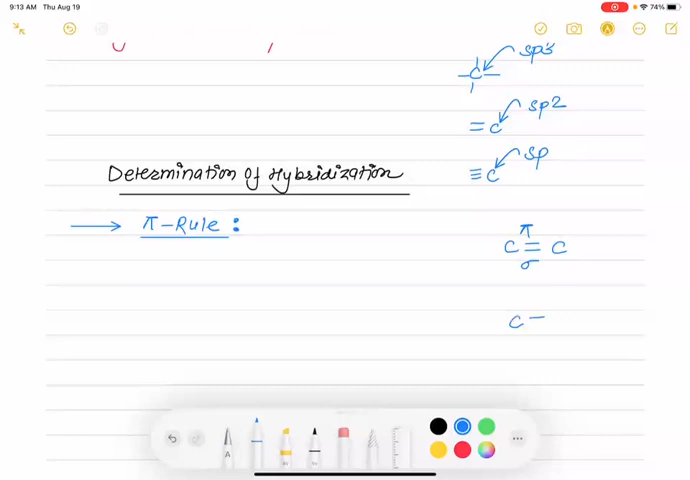 9:13 AM Thu Aug 19
74%
sp3
C
sp2
= C
sp
≡ C
Determination of Hybridization
→ π-Rule:
π
C = C
σ
C -
A